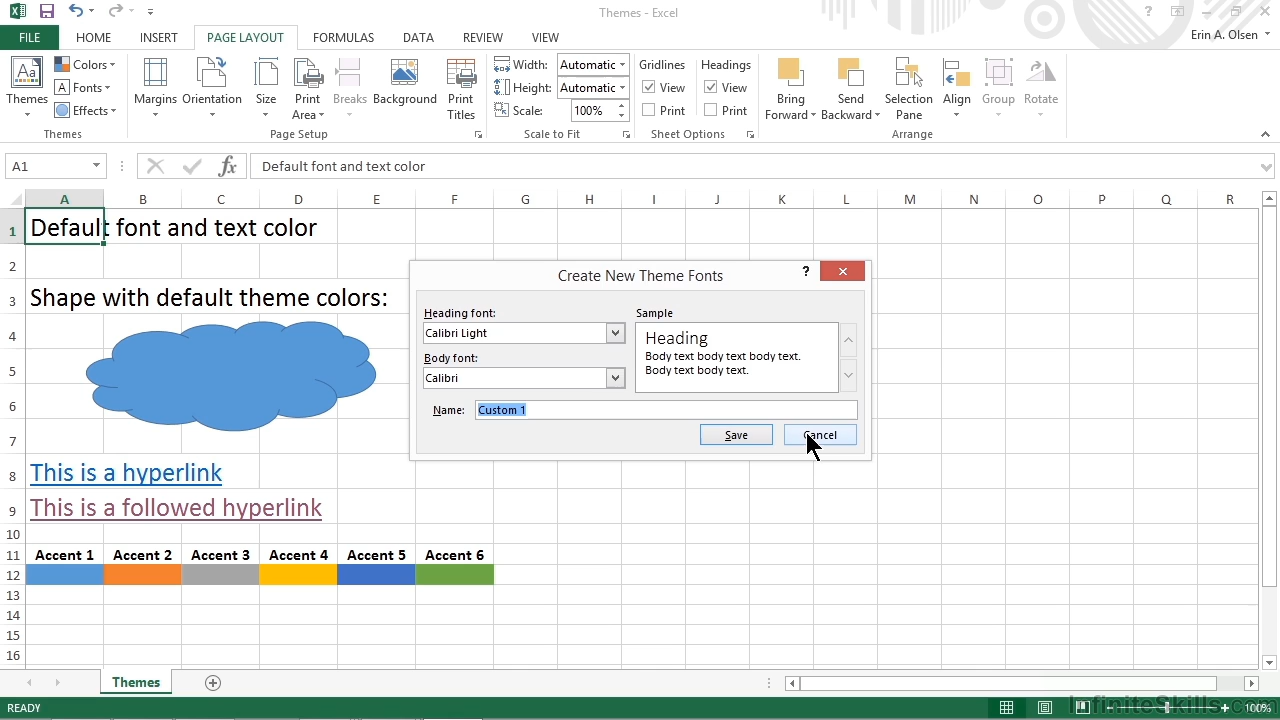 Themes - Excel
FILE HOME INSERT PAGE LAYOUT FORMULAS DATA REVIEW VIEW Erin A. Olsen
Themes
Colors
Fonts
Effects
Themes
Margins
Orientation
Size
Print
Area
Breaks
Background
Print
Titles
Page Setup
Width: Automatic
Height: Automatic
Scale: 100%
Scale to Fit
Gridlines Headings
View View
Print Print
Sheet Options
Bring
Forward
Send
Backward
Selection
Pane
Align
Group
Rotate
Arrange
A1 fx Default font and text color
A B C D E F G H I J K L M N O P Q R
1 Default font and text color
2
3 Shape with default theme colors:
4
5
6
7
8 This is a hyperlink
9 This is a followed hyperlink
10
11 Accent 1 Accent 2 Accent 3 Accent 4 Accent 5 Accent 6
12
13
14
15
16
Create New Theme Fonts ?
Heading font:
Calibri Light
Body font:
Calibri
Sample
Heading
Body text body text body text.
Body text body text.
Name: Custom 1
Save Cancel
Themes
READY 100%
InfiniteSkills.com